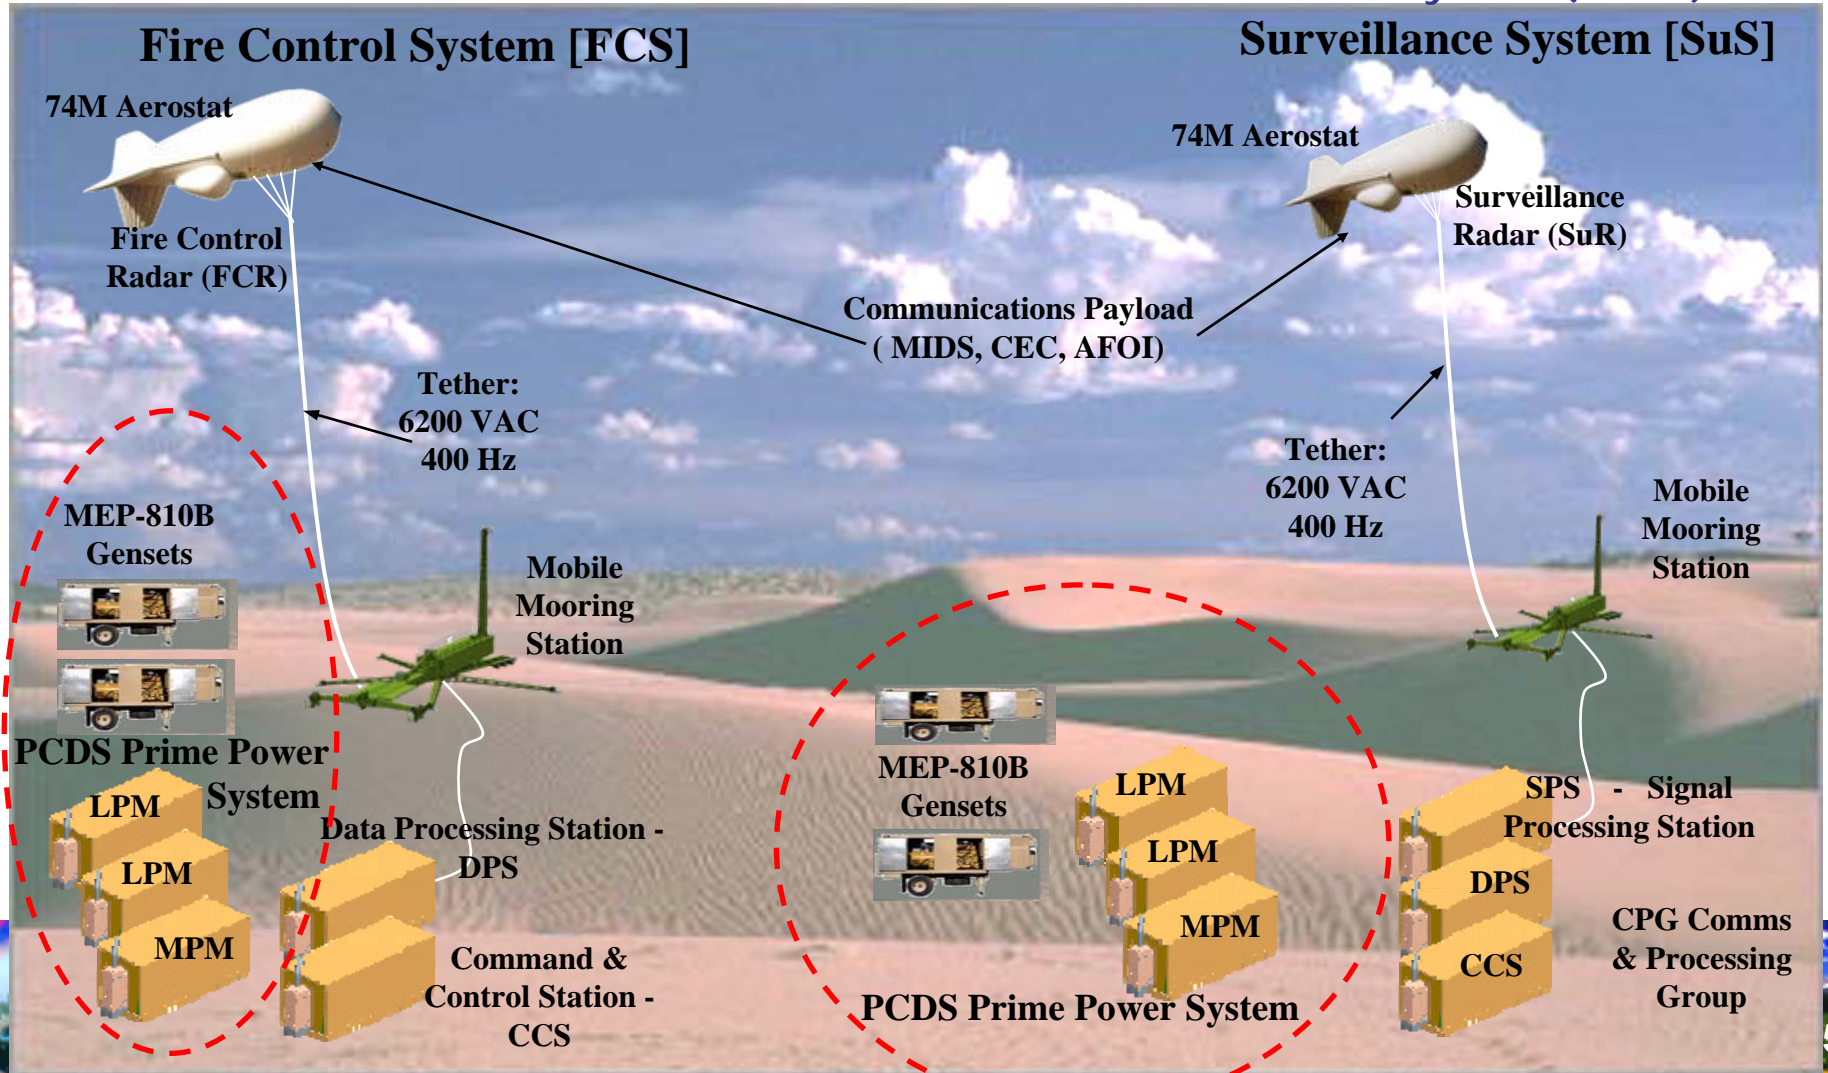 Fire Control System [FCS]
74M Aerostat
Fire Control
Radar (FCR)
Communications Payload
( MIDS, CEC, AFOI)
Tether:
6200 VAC
400 Hz
MEP-810B
Gensets
Mobile
Mooring
Station
PCDS Prime Power
System
LPM
LPM
MPM
Data Processing Station -
DPS
Command &
Control Station -
CCS
Surveillance System [SuS]
74M Aerostat
Surveillance
Radar (SuR)
Tether:
6200 VAC
400 Hz
Mobile
Mooring
Station
MEP-810B
Gensets
LPM
LPM
MPM
PCDS Prime Power System
SPS - Signal
Processing Station
DPS
CCS
CPG Comms
& Processing
Group